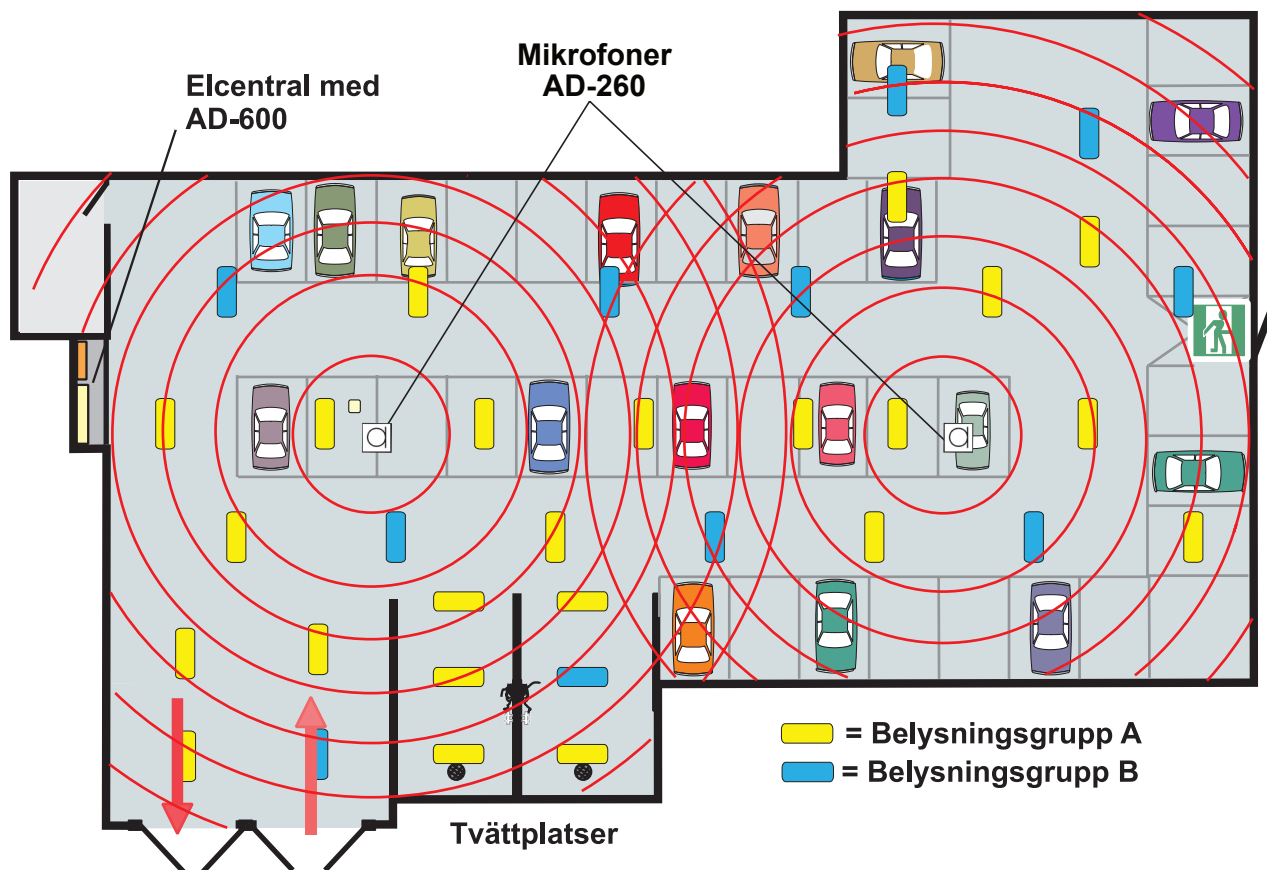 Elcentral med
AD-600
Mikrofoner
AD-260
= Belysningsgrupp A
= Belysningsgrupp B
Tvättplatser